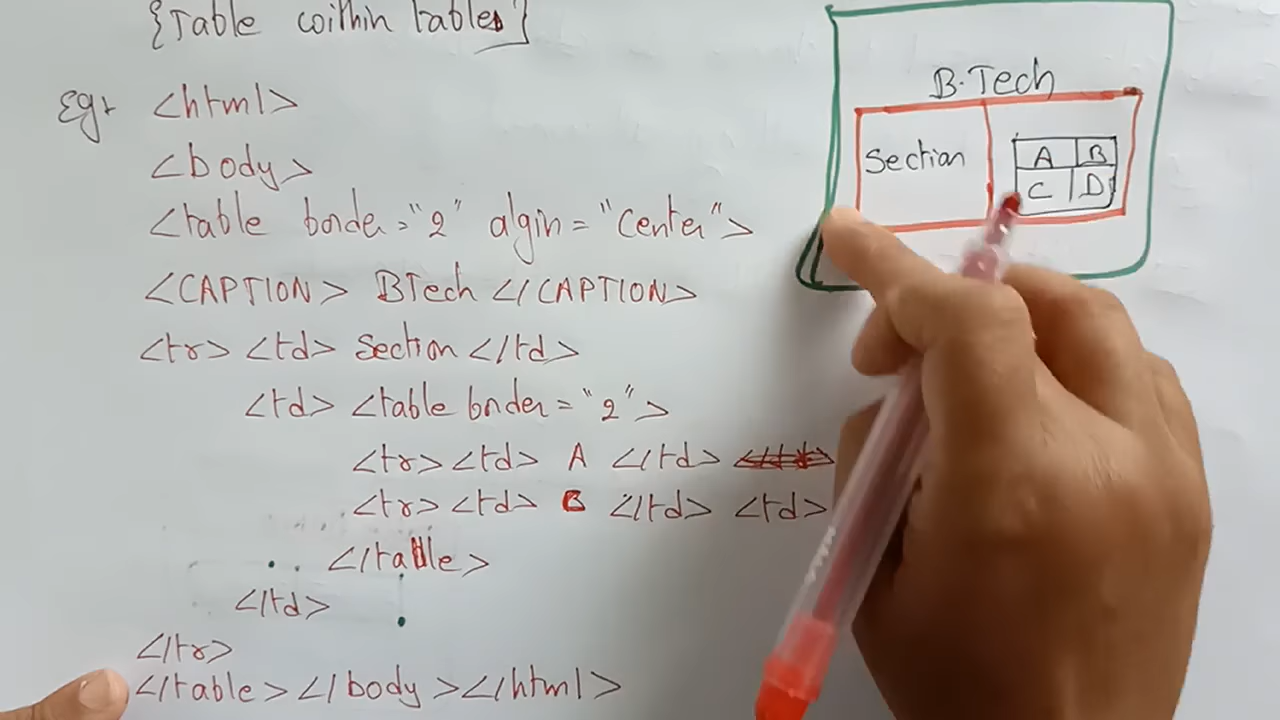 {Table within tables}
Eg:
<html>
<body>
<table border="2" algin="center">
<CAPTION> BTech </CAPTION>
<tr> <td> Section </td>
<td> <table border="2">
<tr> <td> A </td>
<tr> <td> C </td> <td>
</table>
</td>
</tr>
</table> </body> </html>
B.Tech
Section
A B
C D